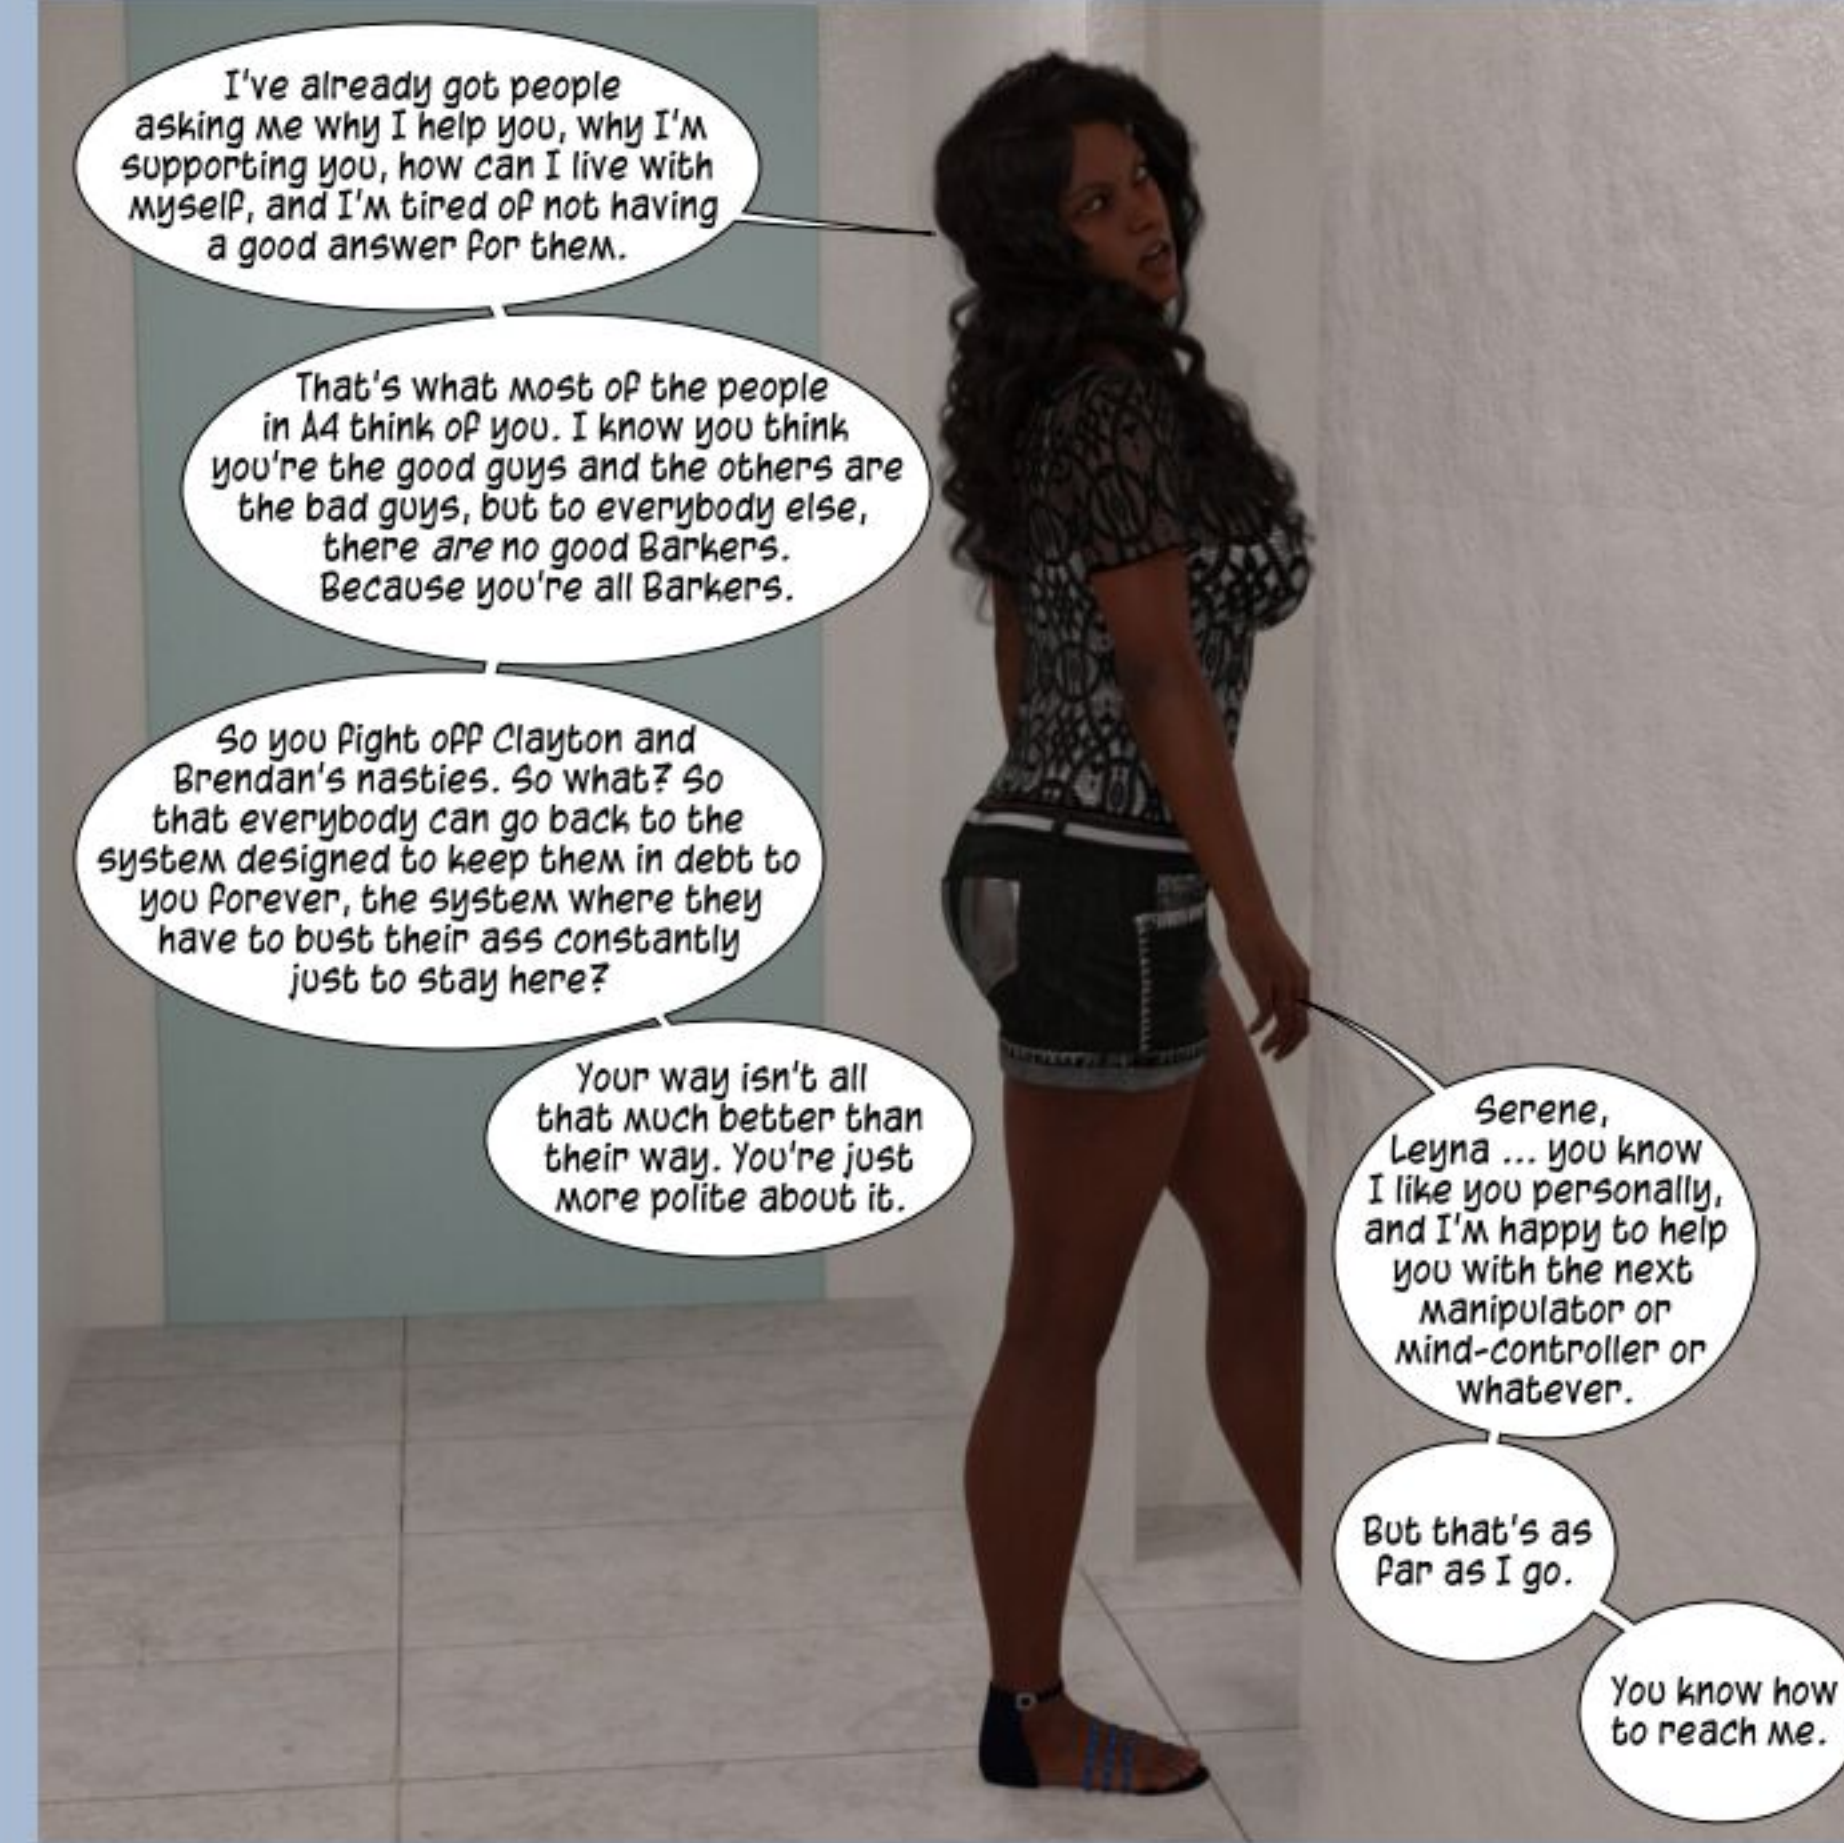 I've already got people
asking me why I help you, why I'm
supporting you, how can I live with
myself, and I'm tired of not having
a good answer for them.
That's what most of the people
in A4 think of you. I know you think
you're the good guys and the others are
the bad guys, but to everybody else,
there are no good Barkers.
Because you're all Barkers.
So you fight off Clayton and
Brendan's nasties. So what? So
that everybody can go back to the
system designed to keep them in debt to
you forever, the system where they
have to bust their ass constantly
just to stay here?
Your way isn't all
that much better than
their way. You're just
more polite about it.
Serene,
Leyna ... you know
I like you personally,
and I'm happy to help
you with the next
manipulator or
mind-controller or
whatever.
But that's as
far as I go.
You know how
to reach me.